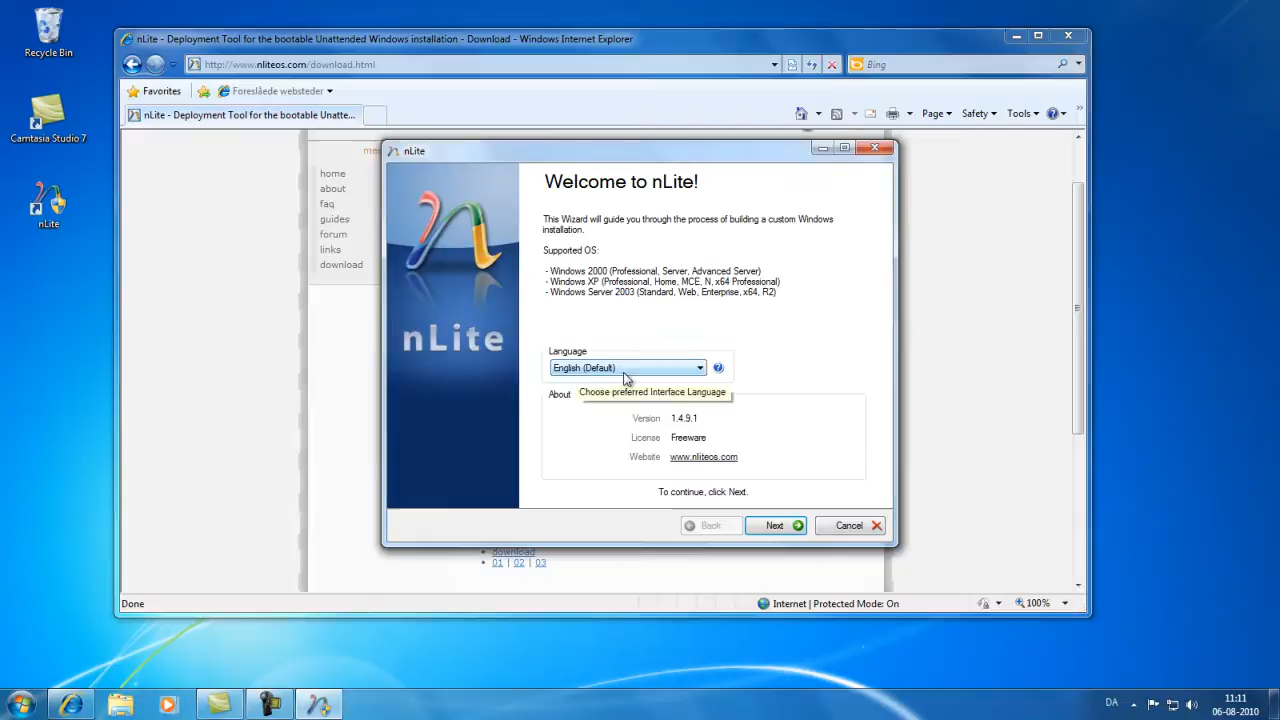 Recycle Bin
Camtasia Studio 7
nLite
nLite - Deployment Tool for the bootable Unattended Windows installation - Download - Windows Internet Explorer
http://www.nliteos.com/download.html
Bing
Favorites
Foreslåede websteder
nLite - Deployment Tool for the bootable Unatte...
Page
Safety
Tools
home
about
faq
guides
forum
links
download
nLite
nLite
Welcome to nLite!
This Wizard will guide you through the process of building a custom Windows
installation.
Supported OS:
- Windows 2000 (Professional, Server, Advanced Server)
- Windows XP (Professional, Home, MCE, N, x64 Professional)
- Windows Server 2003 (Standard, Web, Enterprise, x64, R2)
Language
English (Default)
Choose preferred Interface Language
About
Version 1.4.9.1
License Freeware
Website www.nliteos.com
To continue, click Next.
Back
Next
Cancel
download
01 | 02 | 03
Done
Internet | Protected Mode: On
100%
DA
11:11
06-08-2010